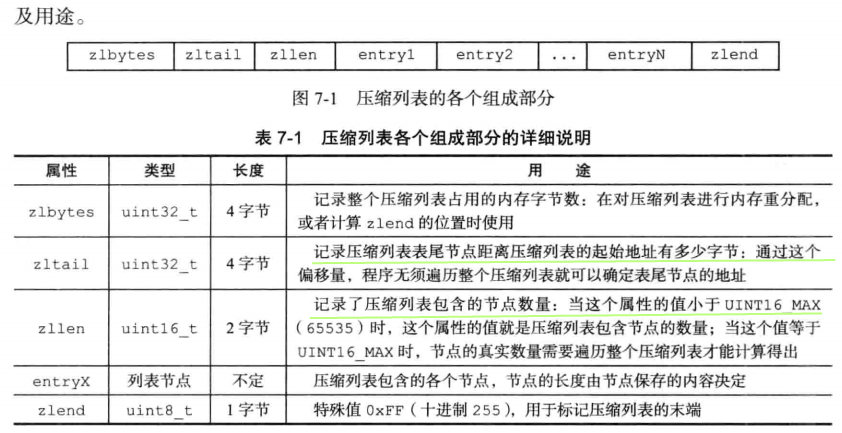 及用途。
zlbytes zltail zllen entry1 entry2 ... entryN zlend
图 7-1 压缩列表的各个组成部分
表 7-1 压缩列表各个组成部分的详细说明
属性 类型 长度 用 途
zlbytes uint32_t 4 字节 记录整个压缩列表占用的内存字节数：在对压缩列表进行内存重分配，
或者计算 zlend 的位置时使用
zltail uint32_t 4 字节 记录压缩列表表尾节点距离压缩列表的起始地址有多少字节：通过这个
偏移量，程序无须遍历整个压缩列表就可以确定表尾节点的地址
zllen uint16_t 2 字节 记录了压缩列表包含的节点数量：当这个属性的值小于 UINT16_MAX
（65535）时，这个属性的值就是压缩列表包含节点的数量；当这个值等于
UINT16_MAX 时，节点的真实数量需要遍历整个压缩列表才能计算得出
entryX 列表节点 不定 压缩列表包含的各个节点，节点的长度由节点保存的内容决定
zlend uint8_t 1 字节 特殊值 0xFF（十进制 255），用于标记压缩列表的末端